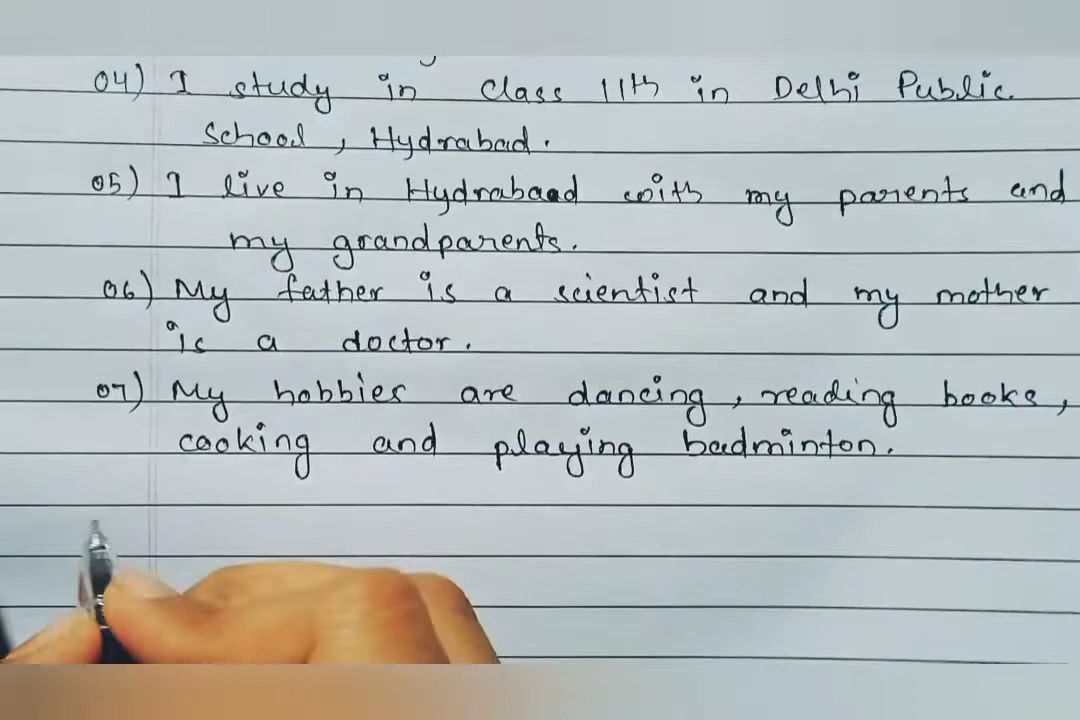 04) I study in class 11th in Delhi Public
School, Hydrabad.
05) I live in Hydrabaad with my parents and
my grandparents.
06) My father is a scientist and my mother
is a doctor.
07) My hobbies are dancing, reading books,
cooking and playing badminton.